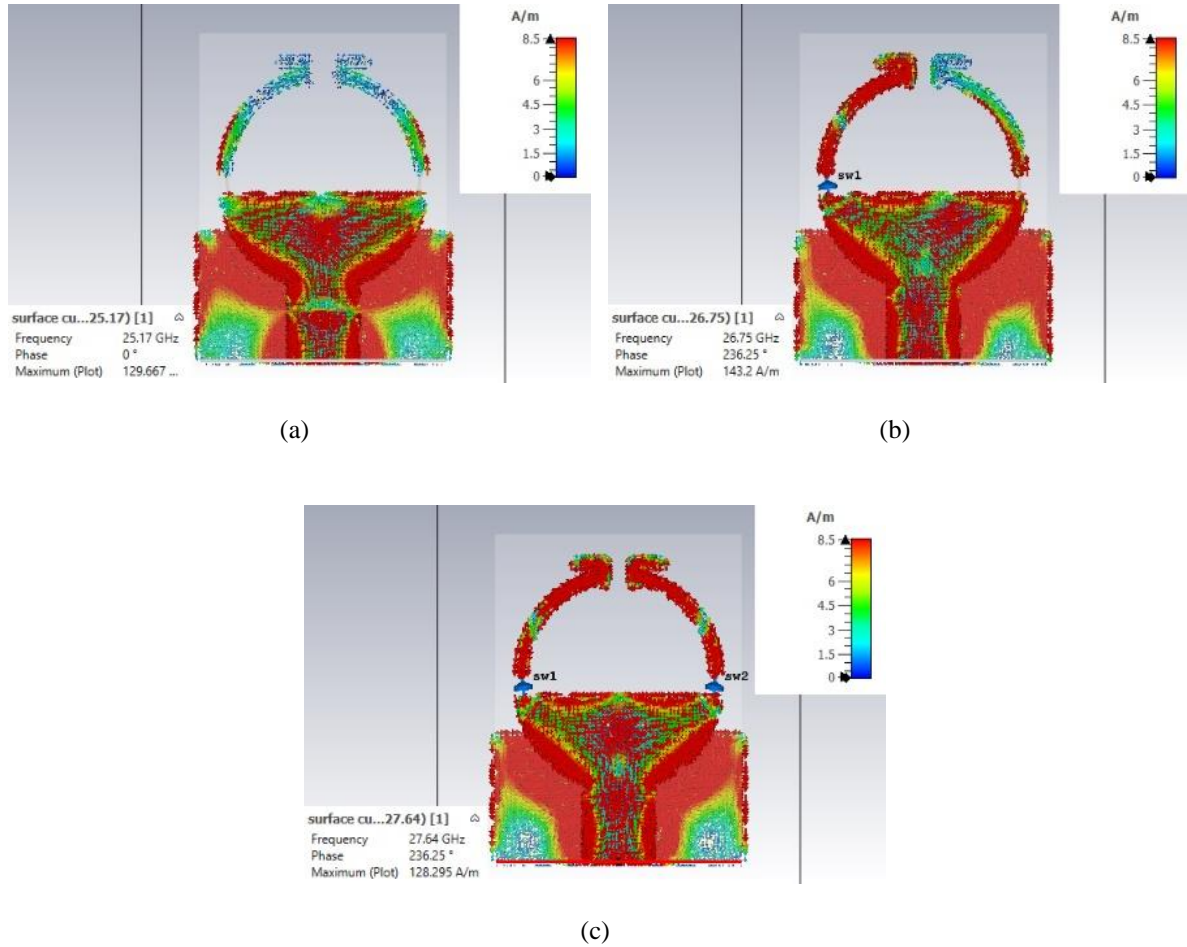 A/m
8.5
6
4.5
3
1.5
0
surface cu...25.17) [1]
Frequency 25.17 GHz
Phase 0 °
Maximum (Plot) 129.667 ...
(a)
A/m
8.5
6
4.5
3
1.5
0
sw1
surface cu...26.75) [1]
Frequency 26.75 GHz
Phase 236.25 °
Maximum (Plot) 143.2 A/m
(b)
A/m
8.5
6
4.5
3
1.5
0
sw1 sw2
surface cu...27.64) [1]
Frequency 27.64 GHz
Phase 236.25 °
Maximum (Plot) 128.295 A/m
(c)